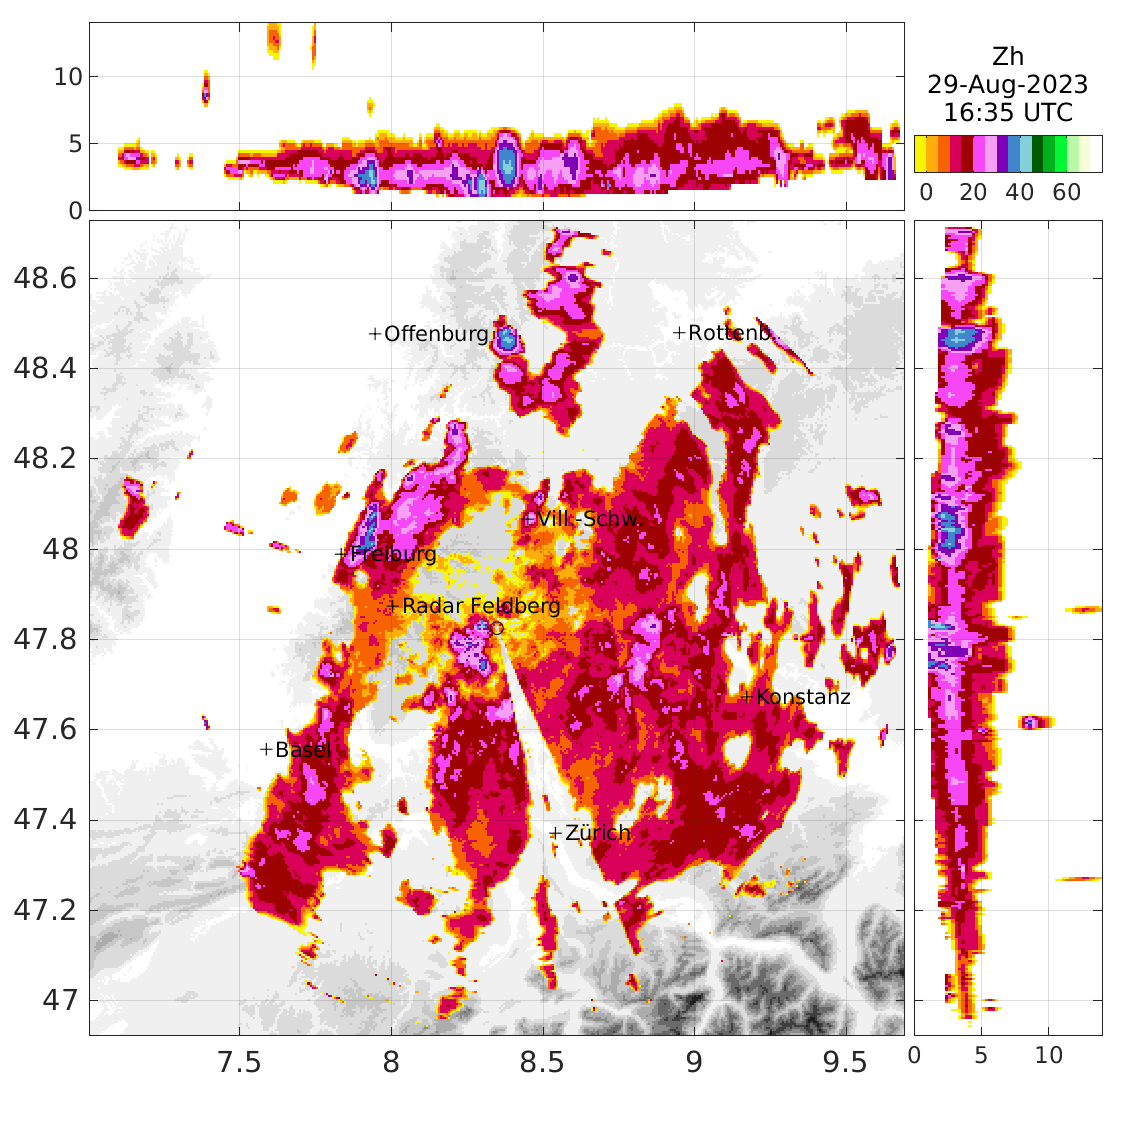 10
5
0
Zh
29-Aug-2023
16:35 UTC
0 20 40 60
48.6
48.4
48.2
48
47.8
47.6
47.4
47.2
47
+Offenburg
+Rottenb.
+Vill.-Schw.
+Freiburg
+Radar Feldberg
+Konstanz
+Basel
+Zürich
7.5 8 8.5 9 9.5
0 5 10